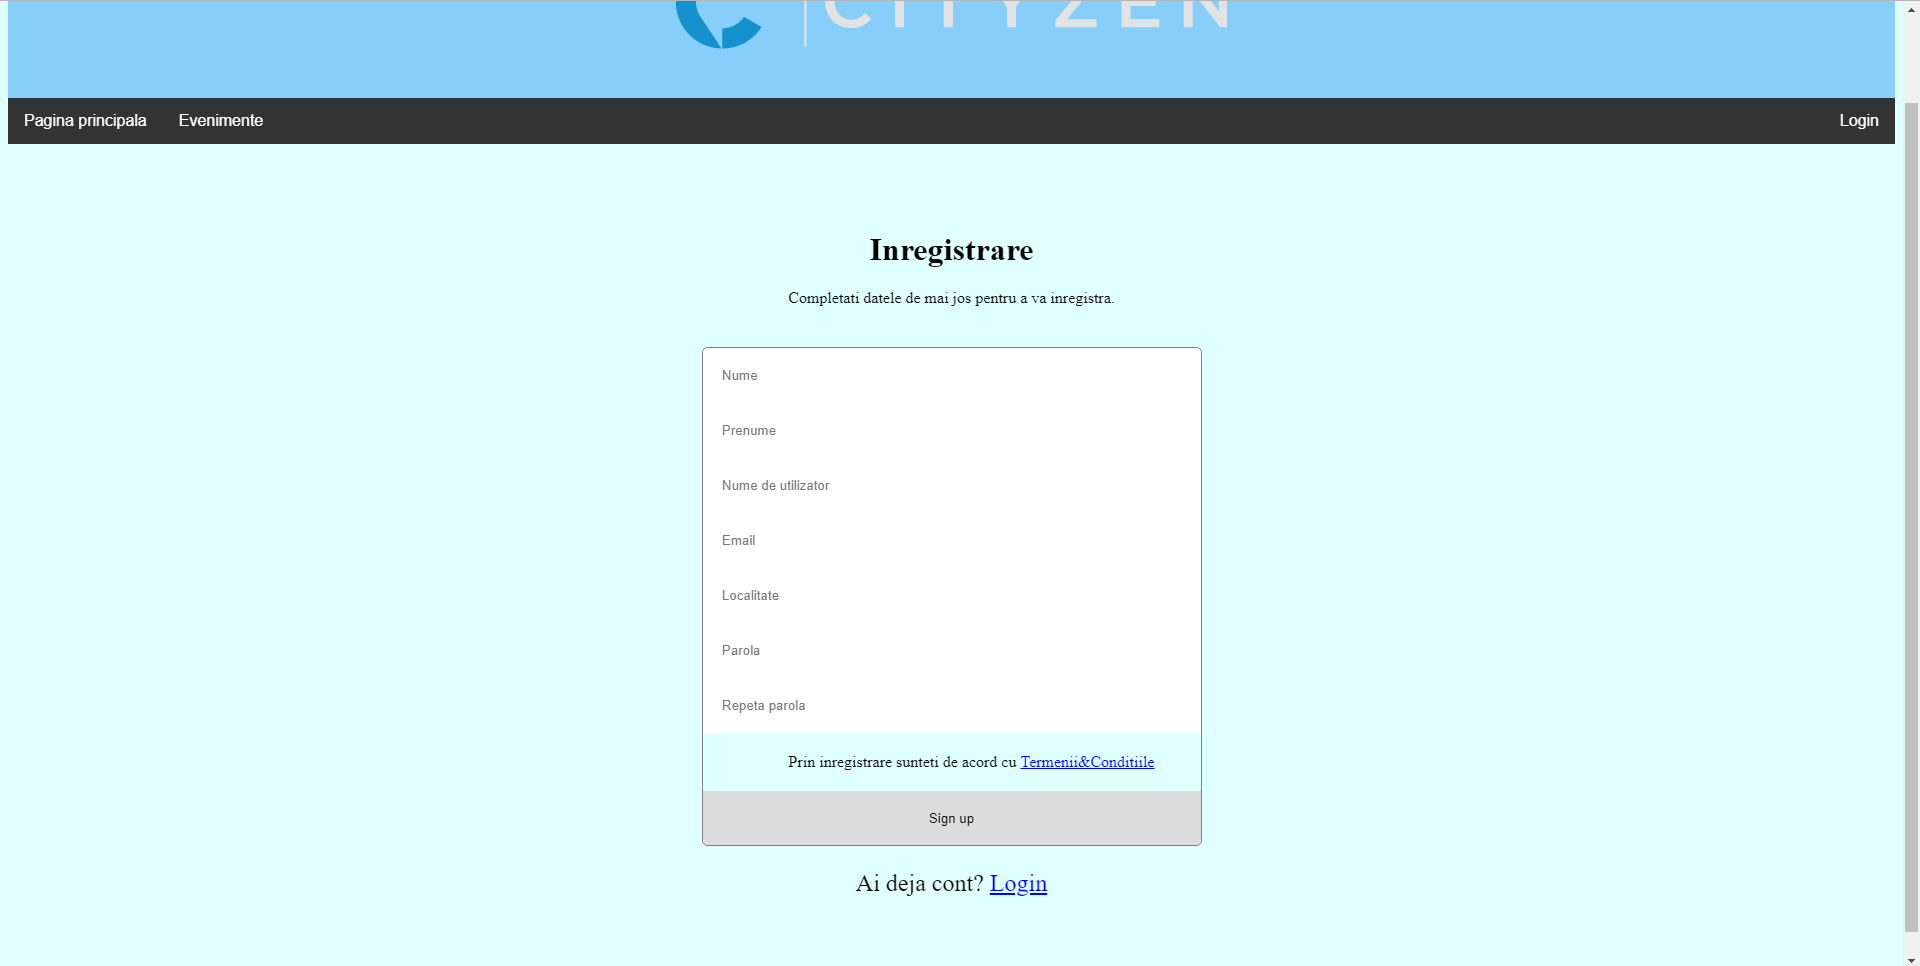 CITYZEN
Pagina principala Evenimente Login
Inregistrare
Completati datele de mai jos pentru a va inregistra.
Nume
Prenume
Nume de utilizator
Email
Localitate
Parola
Repeta parola
Prin inregistrare sunteti de acord cu Termenii&Conditiile
Sign up
Ai deja cont? Login